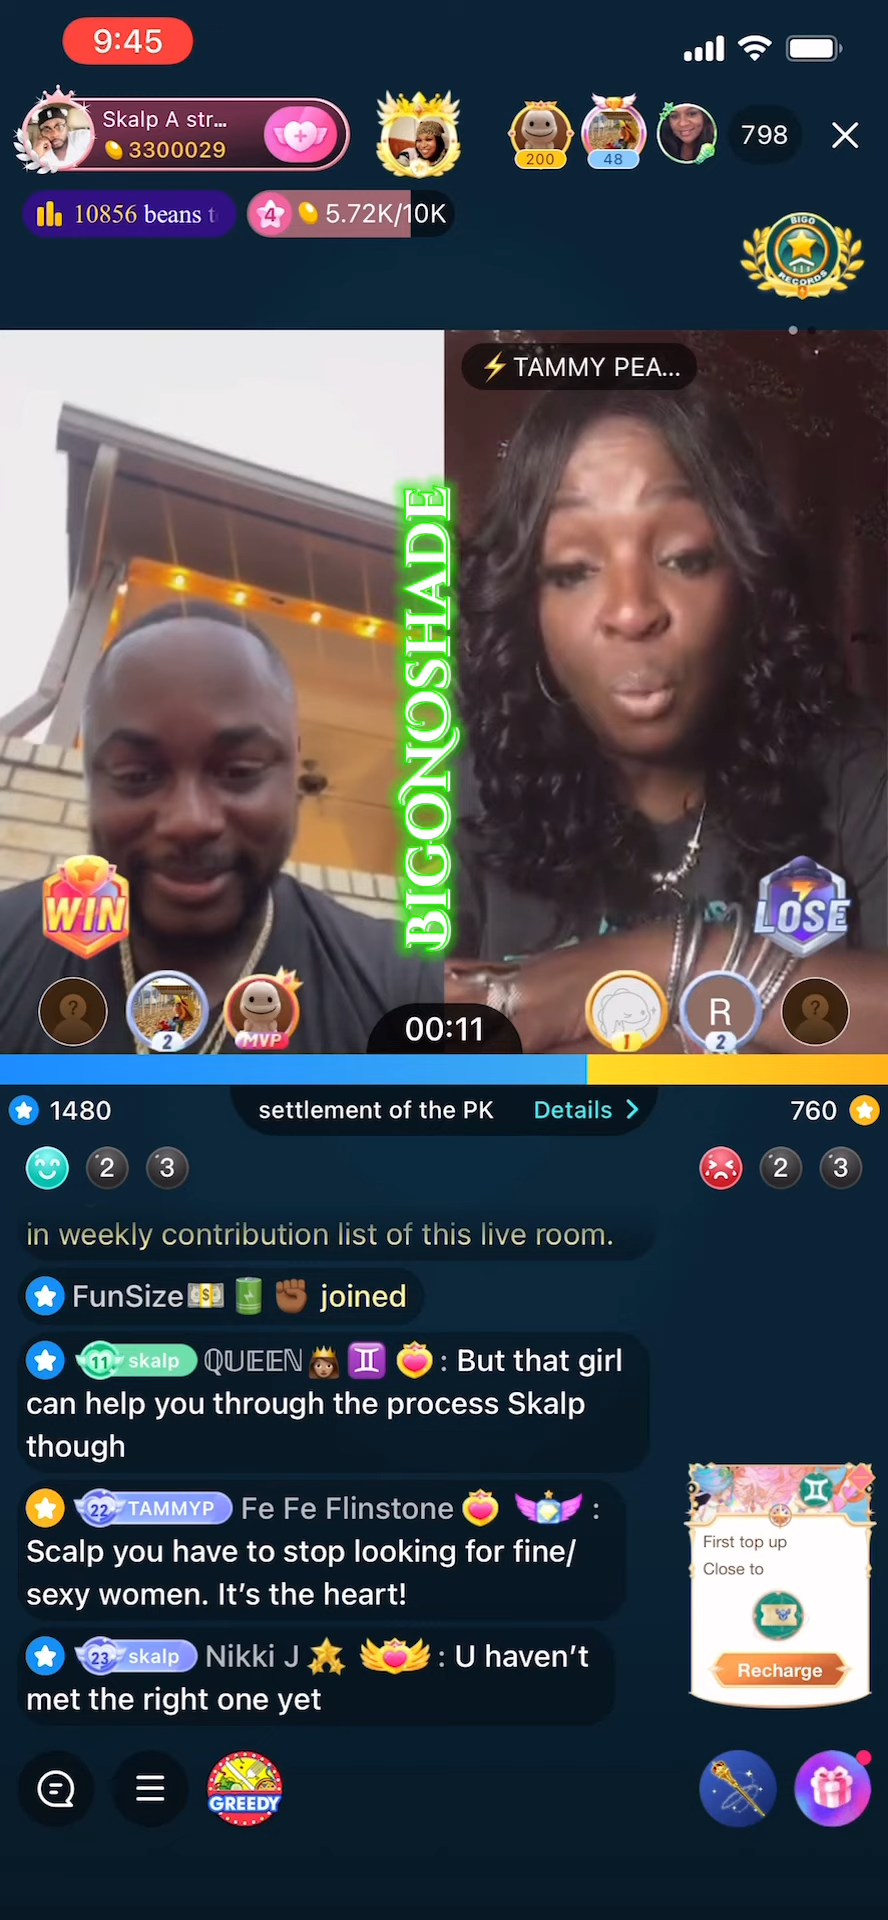 9:45
Skalp A str...
3300029
200
48
798
10856 beans t
4
5.72K/10K
BIGO
RECORDS
⚡TAMMY PEA...
BIGONOSHADE
WIN
LOSE
?
2
MVP
00:11
1
R
2
?
1480
settlement of the PK
Details >
760
2 3
2 3
in weekly contribution list of this live room.
FunSize💵🔋✊🏾 joined
11 skalp ℚ𝕌𝔼𝔼ℕ👸🏽♊ : But that girl
can help you through the process Skalp
though
22 TAMMYP Fe Fe Flinstone :
Scalp you have to stop looking for fine/
sexy women. It’s the heart!
23 skalp Nikki J : U haven’t
met the right one yet
First top up
Close to
Recharge
GREEDY